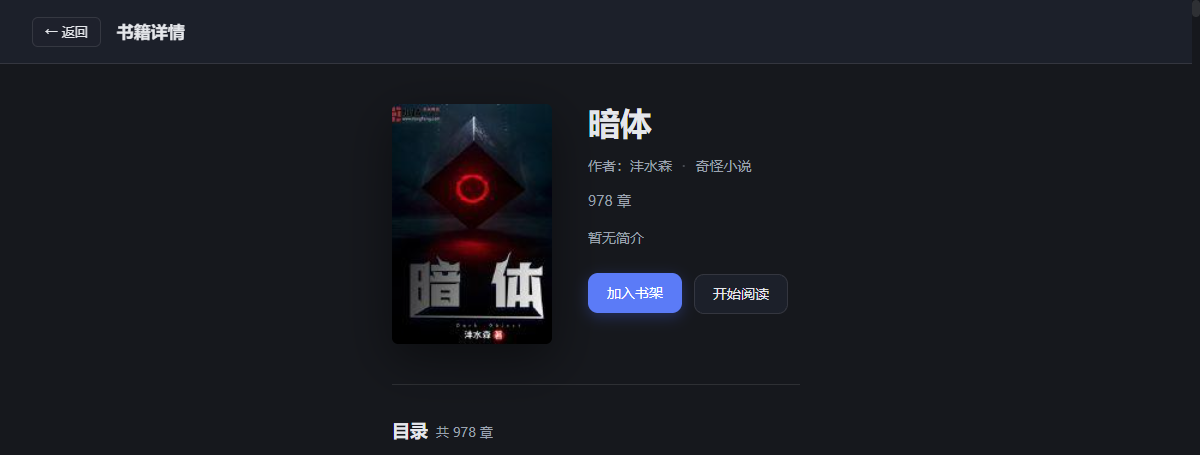 ← 返回
书籍详情
暗体
作者：沣水森 · 奇怪小说
978 章
暂无简介
加入书架
开始阅读
暗 体
Dark Object
沣水森 著
目录 共 978 章